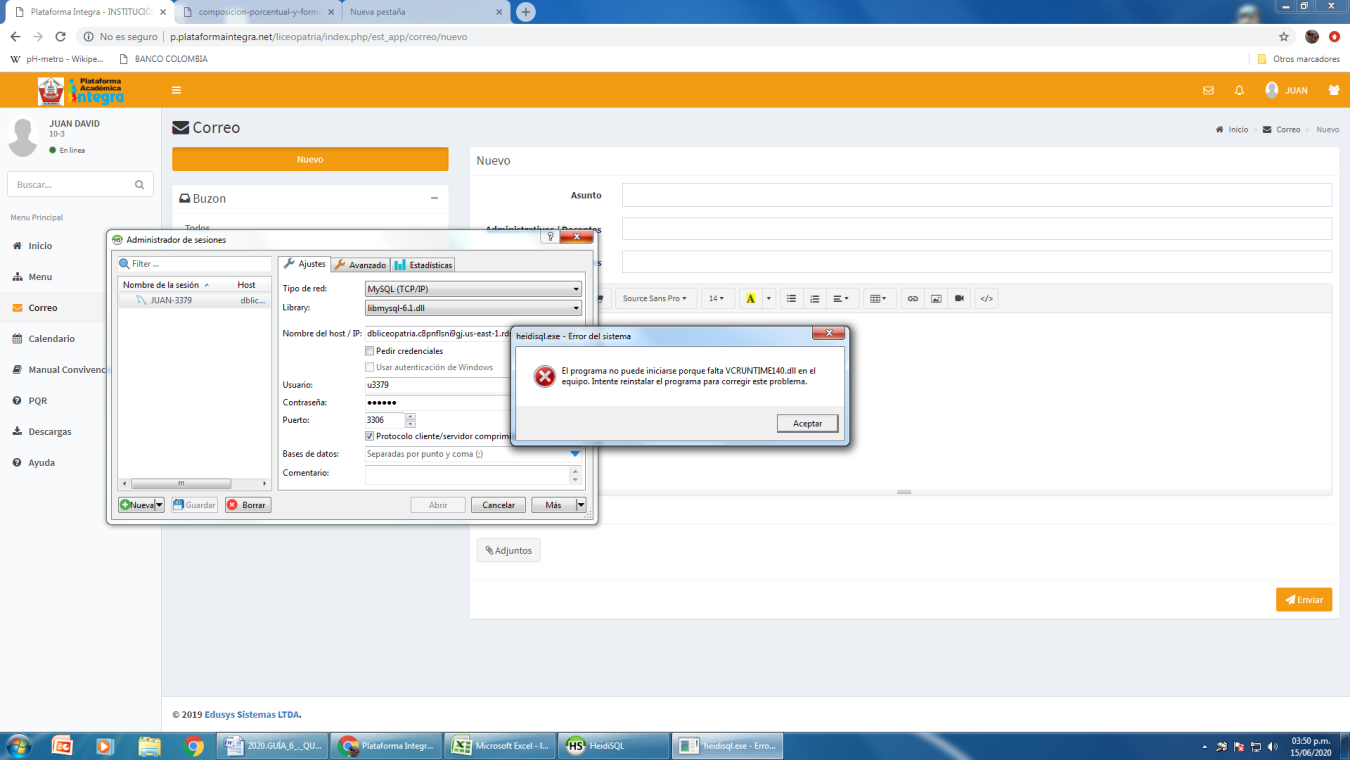 Plataforma Integra - INSTITUCIÓ
composicion-porcentual-y-formu
Nueva pestaña
No es seguro
p.plataformaintegra.net/liceopatria/index.php/est_app/correo/nuevo
W pH-metro - Wikipe...
BANCO COLOMBIA
Otros marcadores
Plataforma
Académica
integra
JUAN
JUAN DAVID
10-3
En linea
Correo
Inicio > Correo > Nuevo
Nuevo
Nuevo
Buscar...
Buzon
Asunto
Todos
Administrativos / Docentes
s
Menu Principal
Inicio
Menu
Correo
Calendario
Manual Convivenc
PQR
Descargas
Ayuda
Source Sans Pro
14
A
Administrador de sesiones
Filter ...
Nombre de la sesión
Host
JUAN-3379
dblic...
Ajustes
Avanzado
Estadísticas
Tipo de red:
MySQL (TCP/IP)
Library:
libmysql-6.1.dll
Nombre del host / IP:
dbliceopatria.c8pnflsni9gj.us-east-1.rd
Pedir credenciales
Usar autenticación de Windows
Usuario:
u3379
Contraseña:
●●●●●●
Puerto:
3306
Protocolo cliente/servidor comprimi
Bases de datos:
Separadas por punto y coma (;)
Comentario:
Nueva
Guardar
Borrar
Abrir
Cancelar
Más
heidisql.exe - Error del sistema
El programa no puede iniciarse porque falta VCRUNTIME140.dll en el
equipo. Intente reinstalar el programa para corregir este problema.
Aceptar
Adjuntos
Enviar
© 2019 Edusys Sistemas LTDA.
2020.GUÍA_6_._QU...
Plataforma Integr...
Microsoft Excel - l...
HS HeidiSQL
heidisql.exe - Erro...
03:50 p.m.
15/06/2020